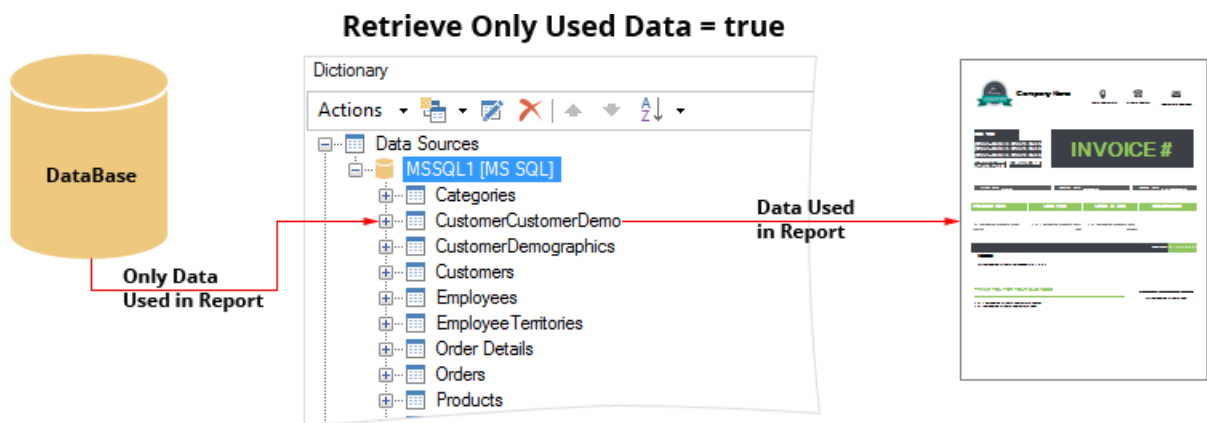 Retrieve Only Used Data = true
Dictionary
Actions
Data Sources
DataBase
MSSQL1 [MS SQL]
Categories
CustomerCustomerDemo
CustomerDemographics
Customers
Employees
EmployeeTerritories
Order Details
Orders
Products
Only Data
Used in Report
Data Used
in Report
Company Name
INVOICE #